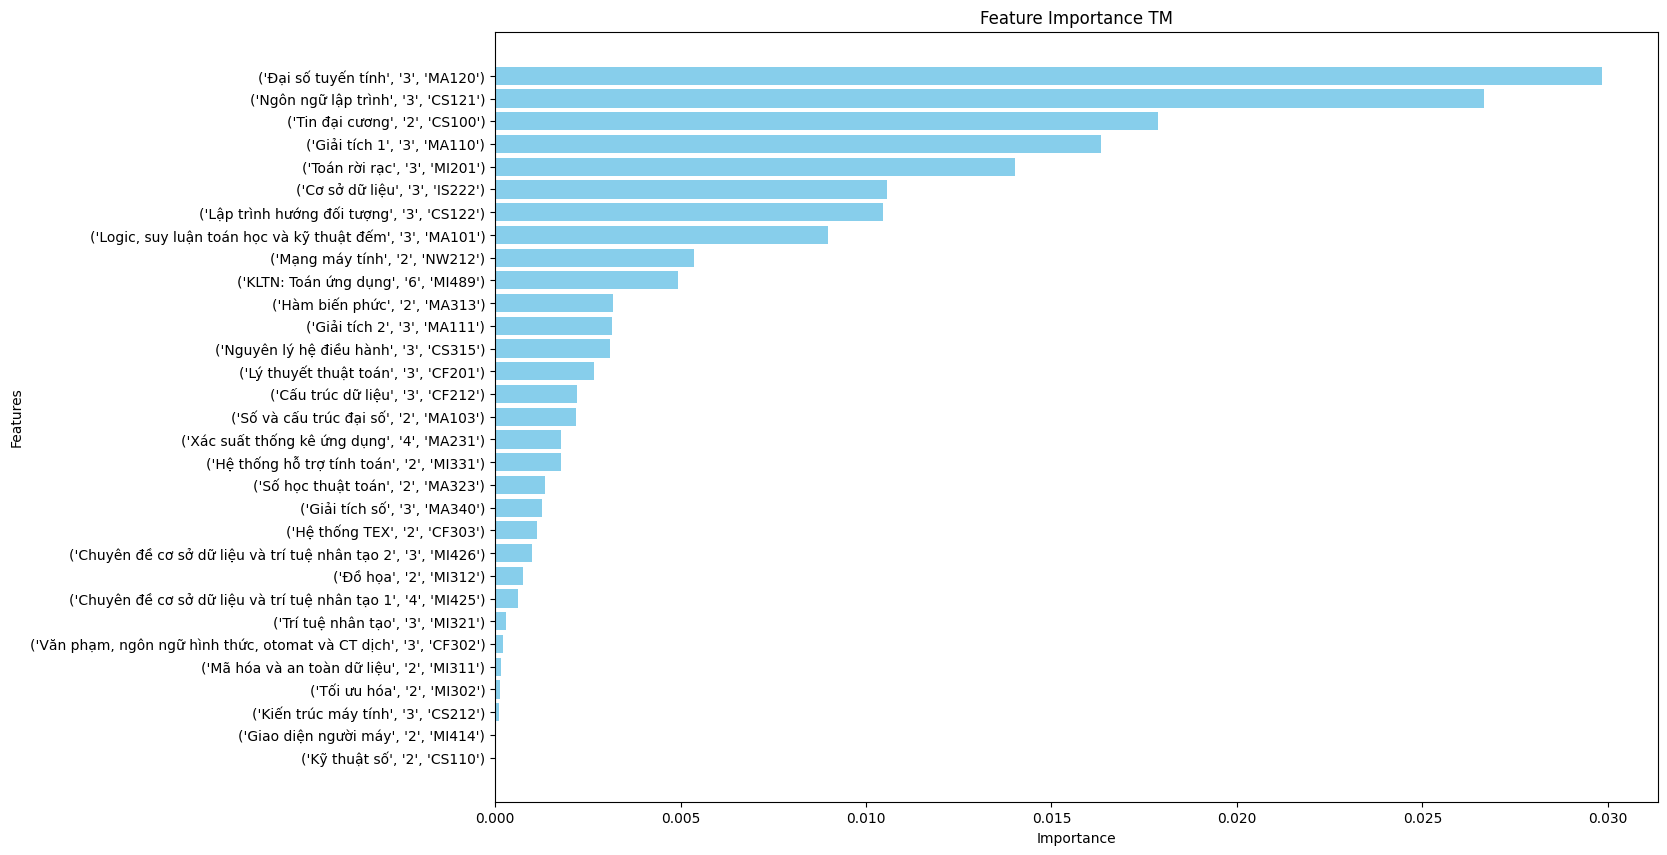 Feature Importance TM
('Đại số tuyến tính', '3', 'MA120')
('Ngôn ngữ lập trình', '3', 'CS121')
('Tin đại cương', '2', 'CS100')
('Giải tích 1', '3', 'MA110')
('Toán rời rạc', '3', 'MI201')
('Cơ sở dữ liệu', '3', 'IS222')
('Lập trình hướng đối tượng', '3', 'CS122')
('Logic, suy luận toán học và kỹ thuật đếm', '3', 'MA101')
('Mạng máy tính', '2', 'NW212')
('KLTN: Toán ứng dụng', '6', 'MI489')
('Hàm biến phức', '2', 'MA313')
('Giải tích 2', '3', 'MA111')
('Nguyên lý hệ điều hành', '3', 'CS315')
('Lý thuyết thuật toán', '3', 'CF201')
('Cấu trúc dữ liệu', '3', 'CF212')
('Số và cấu trúc đại số', '2', 'MA103')
('Xác suất thống kê ứng dụng', '4', 'MA231')
('Hệ thống hỗ trợ tính toán', '2', 'MI331')
('Số học thuật toán', '2', 'MA323')
('Giải tích số', '3', 'MA340')
('Hệ thống TEX', '2', 'CF303')
('Chuyên đề cơ sở dữ liệu và trí tuệ nhân tạo 2', '3', 'MI426')
('Đồ họa', '2', 'MI312')
('Chuyên đề cơ sở dữ liệu và trí tuệ nhân tạo 1', '4', 'MI425')
('Trí tuệ nhân tạo', '3', 'MI321')
('Văn phạm, ngôn ngữ hình thức, otomat và CT dịch', '3', 'CF302')
('Mã hóa và an toàn dữ liệu', '2', 'MI311')
('Tối ưu hóa', '2', 'MI302')
('Kiến trúc máy tính', '3', 'CS212')
('Giao diện người máy', '2', 'MI414')
('Kỹ thuật số', '2', 'CS110')
Features
0.000 0.005 0.010 0.015 0.020 0.025 0.030
Importance